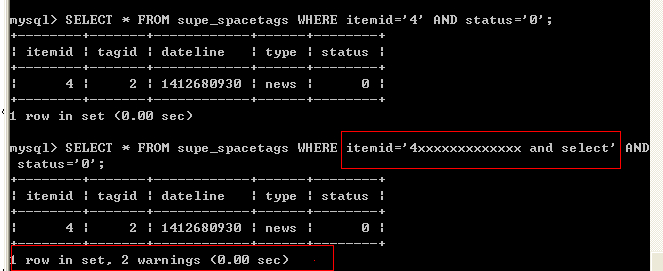 mysql> SELECT * FROM supe_spacetags WHERE itemid='4' AND status='0';
+--------+-------+------------+------+--------+
| itemid | tagid | dateline   | type | status |
+--------+-------+------------+------+--------+
|      4 |     2 | 1412680930 | news |      0 |
+--------+-------+------------+------+--------+
1 row in set (0.00 sec)
mysql> SELECT * FROM supe_spacetags WHERE itemid='4xxxxxxxxxxxxx and select' AND
 status='0';
+--------+-------+------------+------+--------+
| itemid | tagid | dateline   | type | status |
+--------+-------+------------+------+--------+
|      4 |     2 | 1412680930 | news |      0 |
+--------+-------+------------+------+--------+
1 row in set, 2 warnings (0.00 sec)